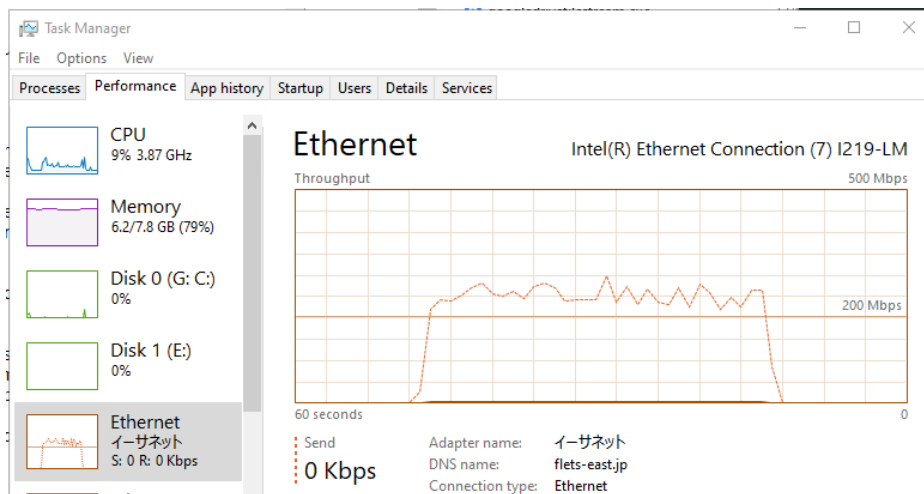 Task Manager
File Options View
Processes Performance App history Startup Users Details Services
CPU
9% 3.87 GHz
Memory
6.2/7.8 GB (79%)
Disk 0 (G: C:)
0%
Disk 1 (E:)
0%
Ethernet
イーサネット
S: 0 R: 0 Kbps
Ethernet Intel(R) Ethernet Connection (7) I219-LM
Throughput 500 Mbps
200 Mbps
60 seconds 0
Send
0 Kbps
Adapter name: イーサネット
DNS name: flets-east.jp
Connection type: Ethernet